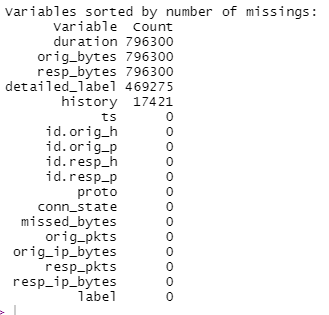 Variables sorted by number of missings:
Variable Count
duration 796300
orig_bytes 796300
resp_bytes 796300
detailed_label 469275
history 17421
ts 0
id.orig_h 0
id.orig_p 0
id.resp_h 0
id.resp_p 0
proto 0
conn_state 0
missed_bytes 0
orig_pkts 0
orig_ip_bytes 0
resp_pkts 0
resp_ip_bytes 0
label 0
>